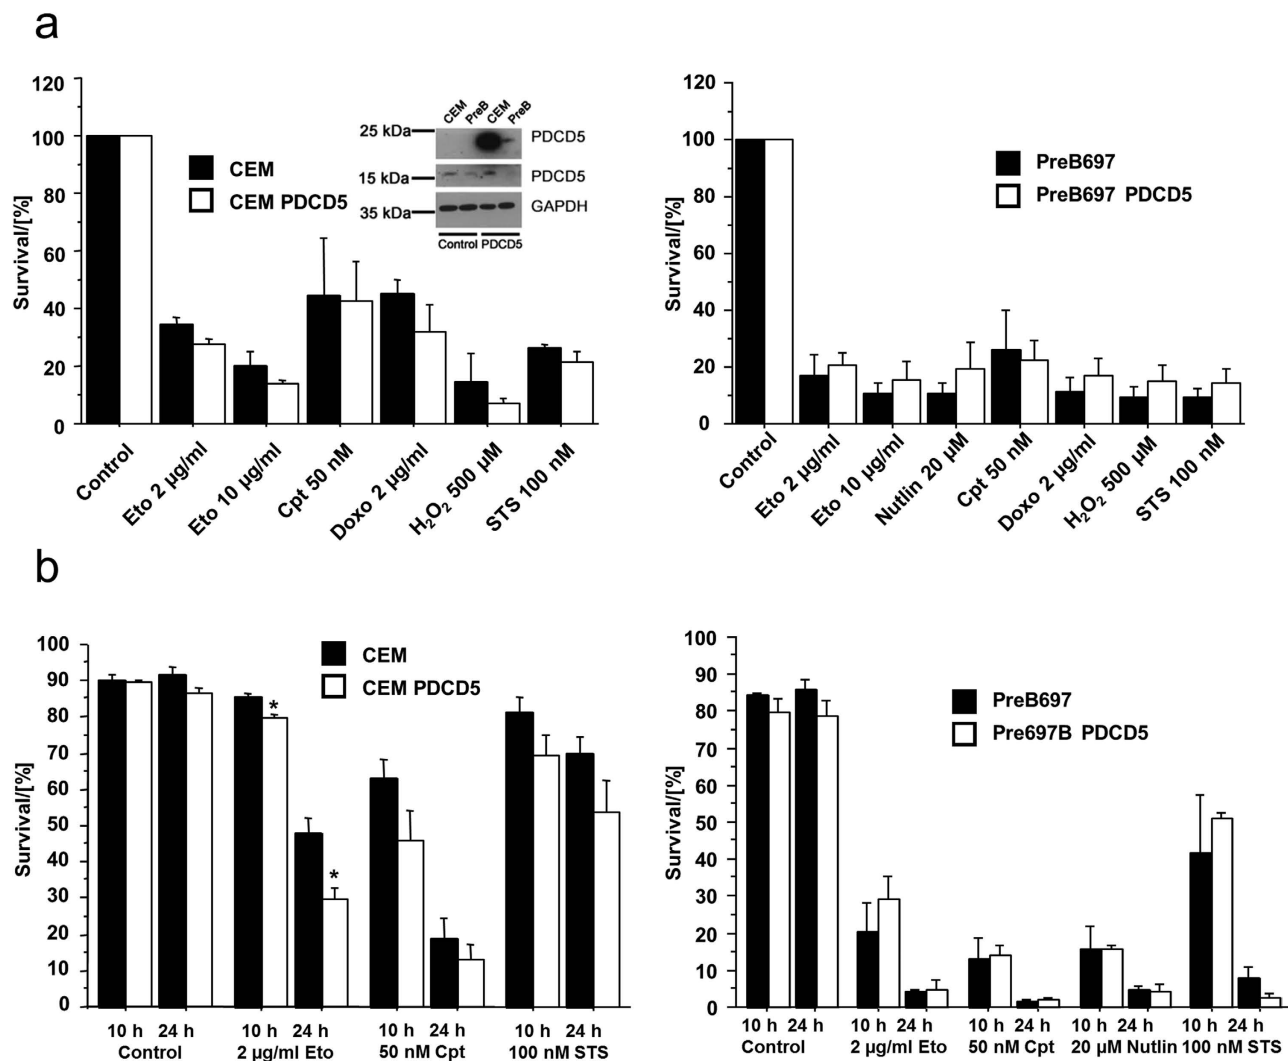 a
120
100
80
60
40
20
0
Survival/[%]
CEM
CEM PDCD5
CEM PreB CEM PreB
25 kDa
PDCD5
15 kDa
PDCD5
35 kDa
GAPDH
Control PDCD5
Control
Eto 2 µg/ml
Eto 10 µg/ml
Cpt 50 nM
Doxo 2 µg/ml
H₂O₂ 500 µM
STS 100 nM
120
100
80
60
40
20
0
Survival/[%]
PreB697
PreB697 PDCD5
Control
Eto 2 µg/ml
Eto 10 µg/ml
Nutlin 20 µM
Cpt 50 nM
Doxo 2 µg/ml
H₂O₂ 500 µM
STS 100 nM
b
100
90
80
70
60
50
40
30
20
10
0
Survival/[%]
CEM
CEM PDCD5
*
*
10 h 24 h 10 h 24 h 10 h 24 h 10 h 24 h
Control 2 µg/ml Eto 50 nM Cpt 100 nM STS
100
90
80
70
60
50
40
30
20
10
0
Survival/[%]
PreB697
Pre697B PDCD5
10 h 24 h 10 h 24 h 10 h 24 h 10 h 24 h 10 h 24 h
Control 2 µg/ml Eto 50 nM Cpt 20 µM Nutlin 100 nM STS